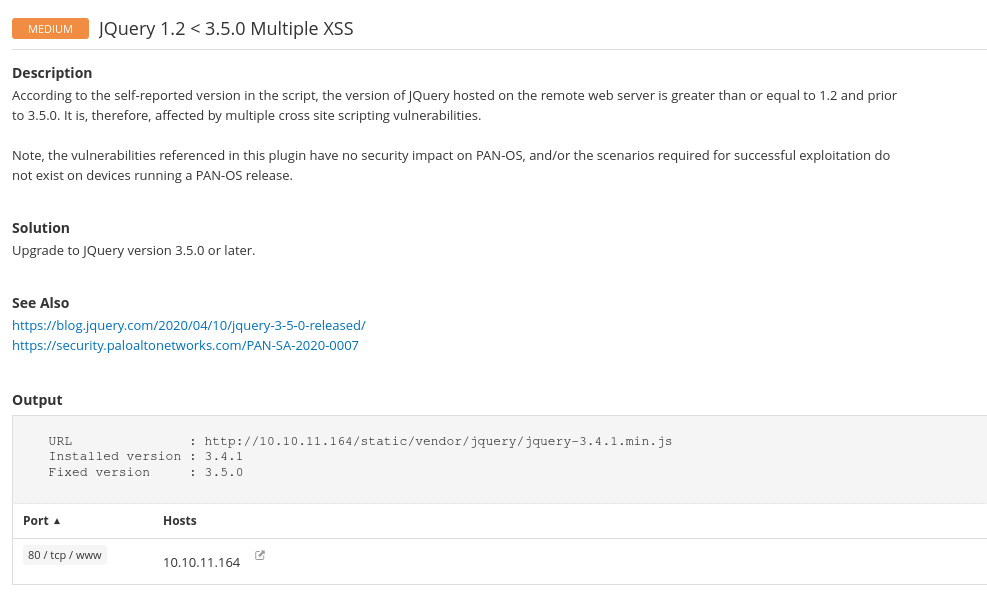 MEDIUM JQuery 1.2 < 3.5.0 Multiple XSS
Description
According to the self-reported version in the script, the version of JQuery hosted on the remote web server is greater than or equal to 1.2 and prior
to 3.5.0. It is, therefore, affected by multiple cross site scripting vulnerabilities.
Note, the vulnerabilities referenced in this plugin have no security impact on PAN-OS, and/or the scenarios required for successful exploitation do
not exist on devices running a PAN-OS release.
Solution
Upgrade to JQuery version 3.5.0 or later.
See Also
https://blog.jquery.com/2020/04/10/jquery-3-5-0-released/
https://security.paloaltonetworks.com/PAN-SA-2020-0007
Output
URL : http://10.10.11.164/static/vendor/jquery/jquery-3.4.1.min.js
Installed version : 3.4.1
Fixed version : 3.5.0
Port ▲ Hosts
80 / tcp / www 10.10.11.164